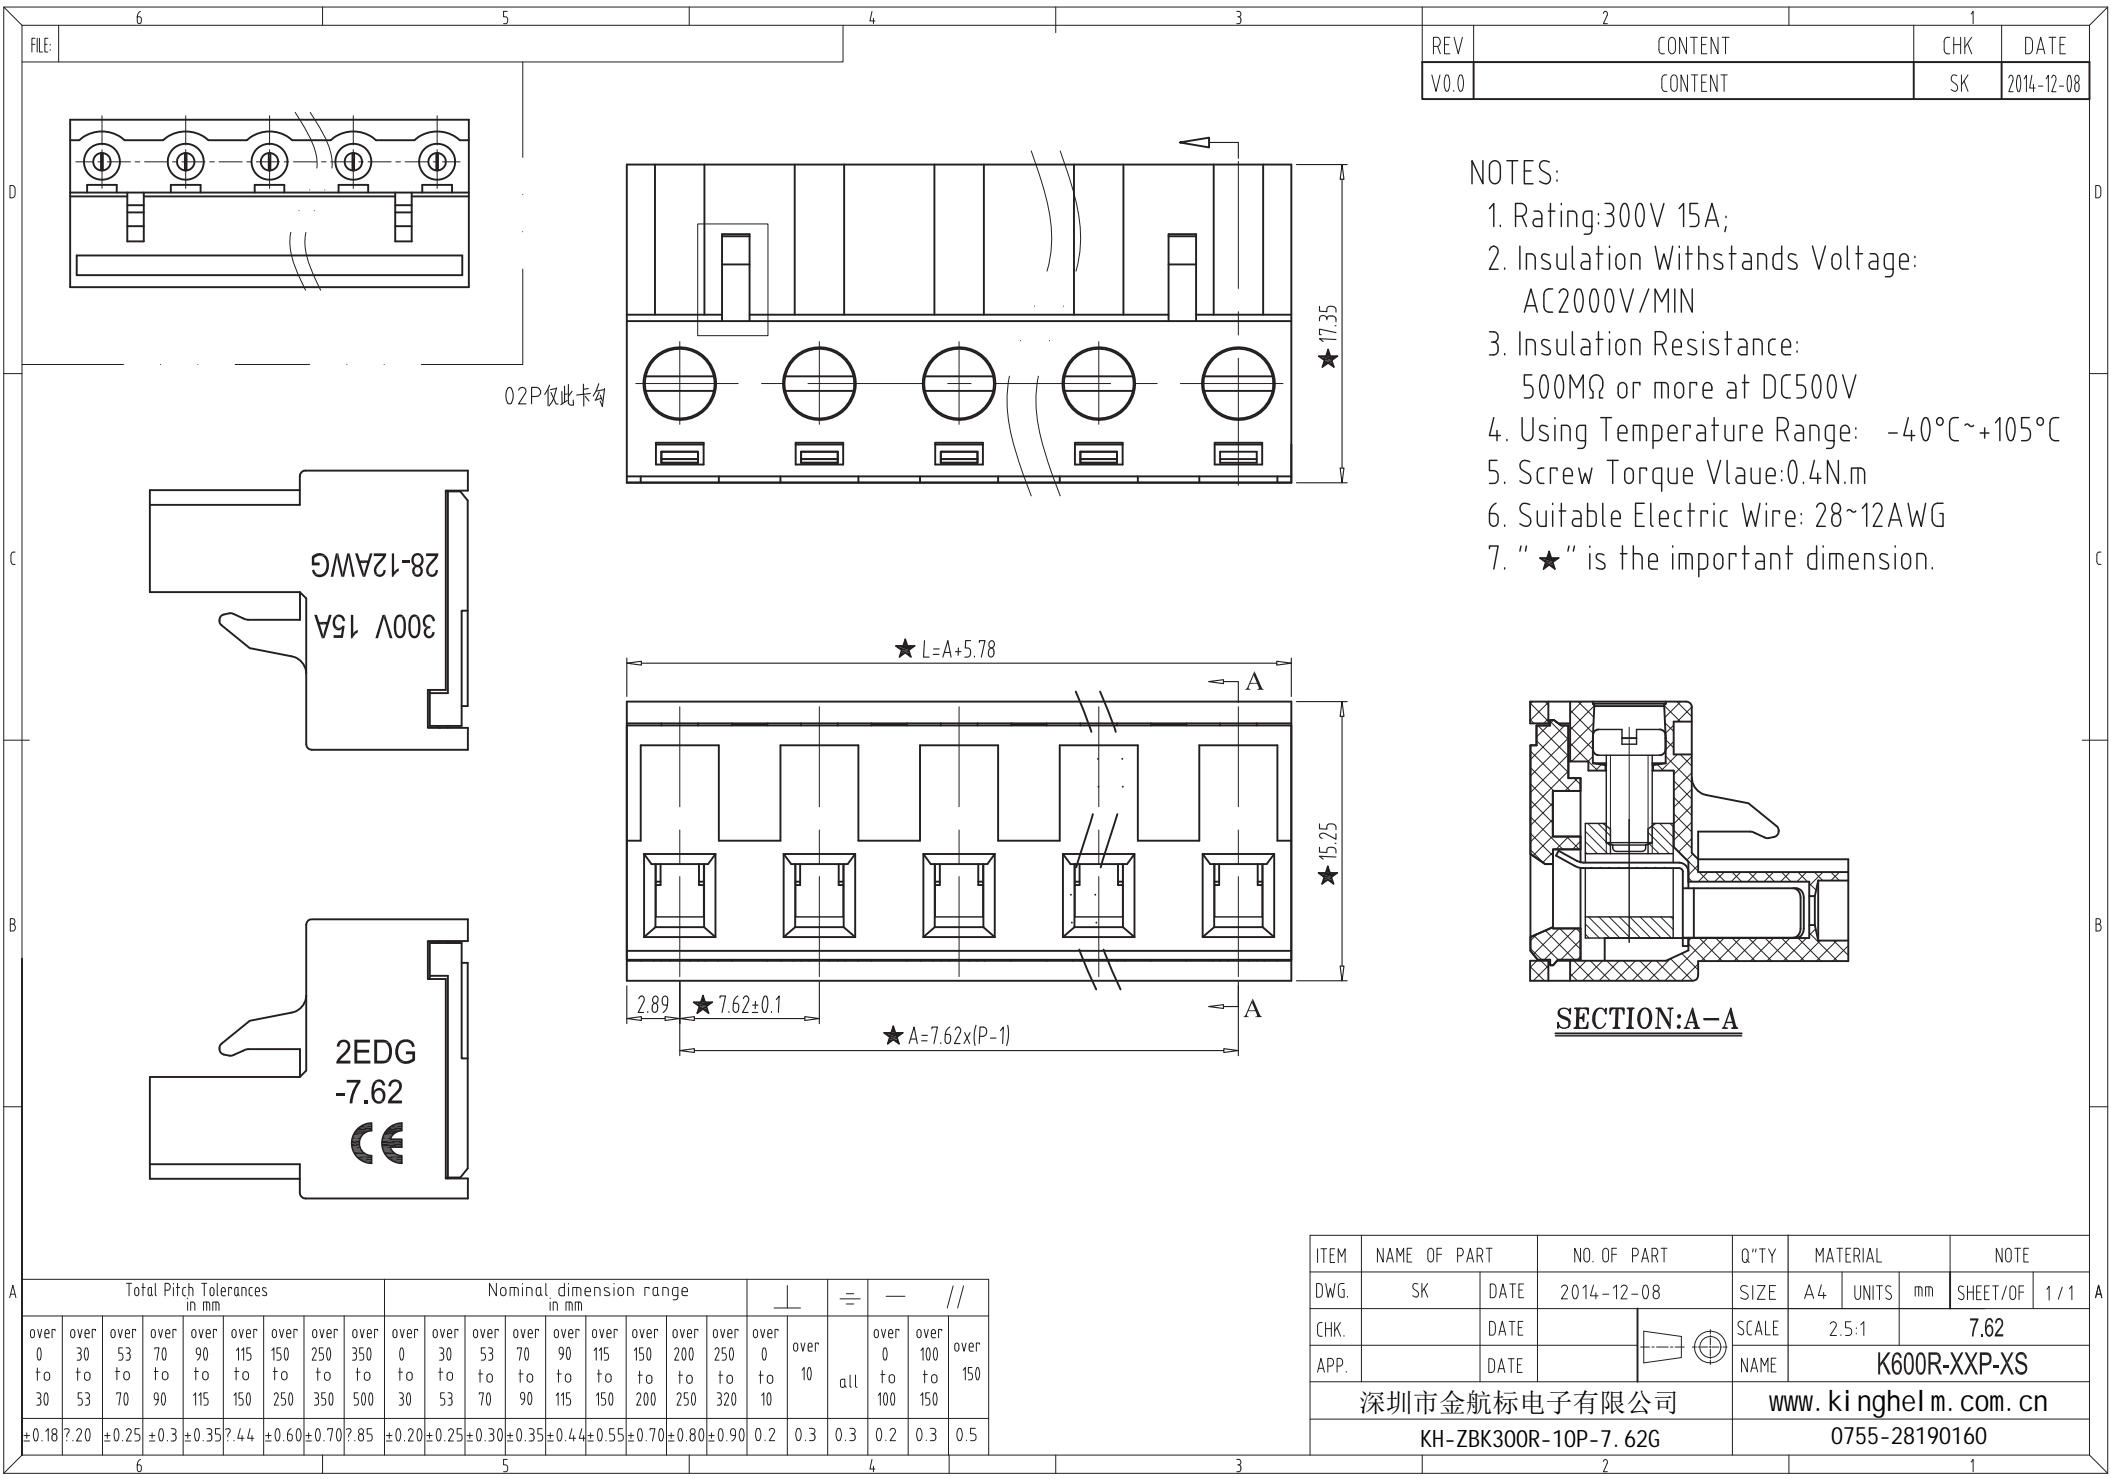 6 5 4 3 2 1
FILE:
REV CONTENT CHK DATE
V0.0 CONTENT SK 2014-12-08
D D
NOTES:
1. Rating:300V 15A;
2. Insulation Withstands Voltage:
AC2000V/MIN
3. Insulation Resistance:
500MΩ or more at DC500V
4. Using Temperature Range: -40°C~+105°C
5. Screw Torque Vlaue:0.4N.m
6. Suitable Electric Wire: 28~12AWG
7. "★" is the important dimension.
★17.35
02P仅此卡勾
C C
28-12AWG
300V 15A
★ L=A+5.78
A
★15.25
2.89 ★ 7.62±0.1
A
★ A=7.62x(P-1)
SECTION:A-A
B B
2EDG
-7.62
CE
A A
Total Pitch Tolerances in mm Nominal dimension range in mm ⊥ ⌯ — //
over 0 to 30 over 30 to 53 over 53 to 70 over 70 to 90 over 90 to 115 over 115 to 150 over 150 to 250 over 250 to 350 over 350 to 500 over 0 to 30 over 30 to 53 over 53 to 70 over 70 to 90 over 90 to 115 over 115 to 150 over 150 to 200 over 200 to 250 over 250 to 320 over 0 to 10 over 10 all over 0 to 100 over 100 to 150 over 150
±0.18 ?.20 ±0.25 ±0.3 ±0.35 ?.44 ±0.60 ±0.70 ?.85 ±0.20 ±0.25 ±0.30 ±0.35 ±0.44 ±0.55 ±0.70 ±0.80 ±0.90 0.2 0.3 0.3 0.2 0.3 0.5
ITEM NAME OF PART NO. OF PART Q"TY MATERIAL NOTE
DWG. SK DATE 2014-12-08 SIZE A4 UNITS mm SHEET/OF 1/1
CHK. DATE SCALE 2.5:1 7.62
APP. DATE NAME K600R-XXP-XS
深圳市金航标电子有限公司 www.kinghelm.com.cn
KH-ZBK300R-10P-7.62G 0755-28190160
6 5 4 3 2 1